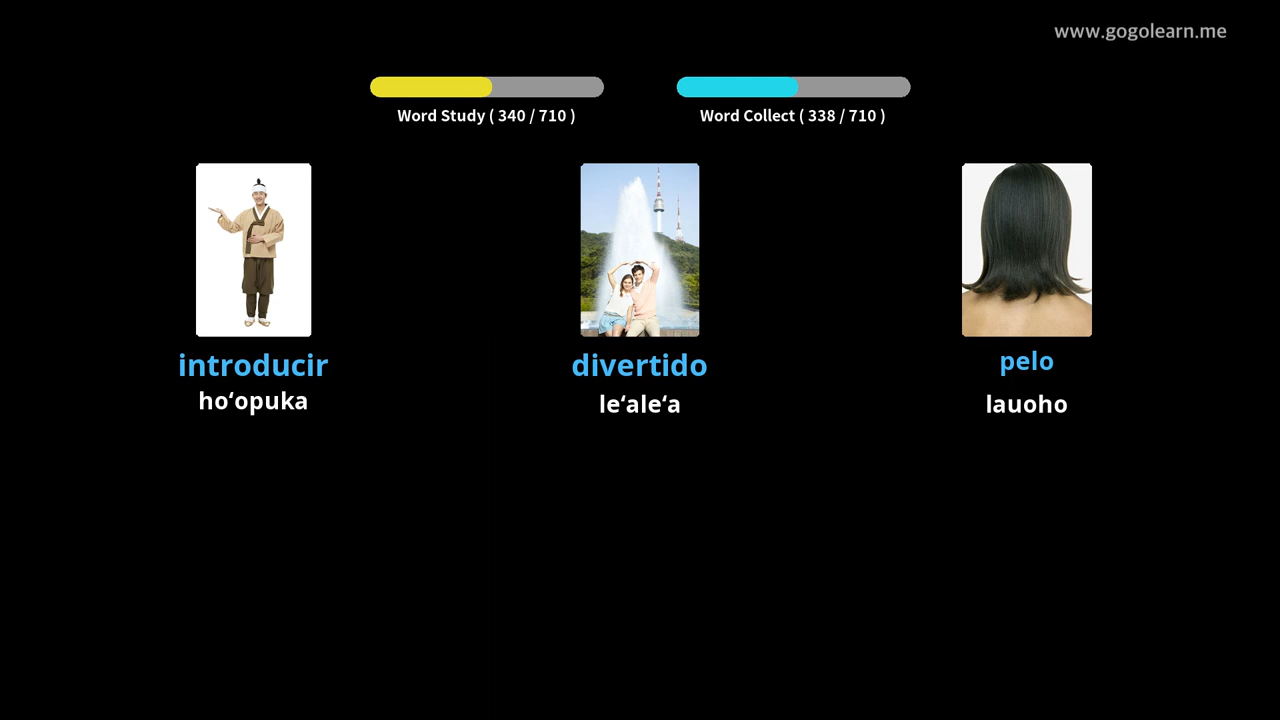 www.gogolearn.me
Word Study ( 340 / 710 )
Word Collect ( 338 / 710 )
introducir
hoʻopuka
divertido
leʻaleʻa
pelo
lauoho